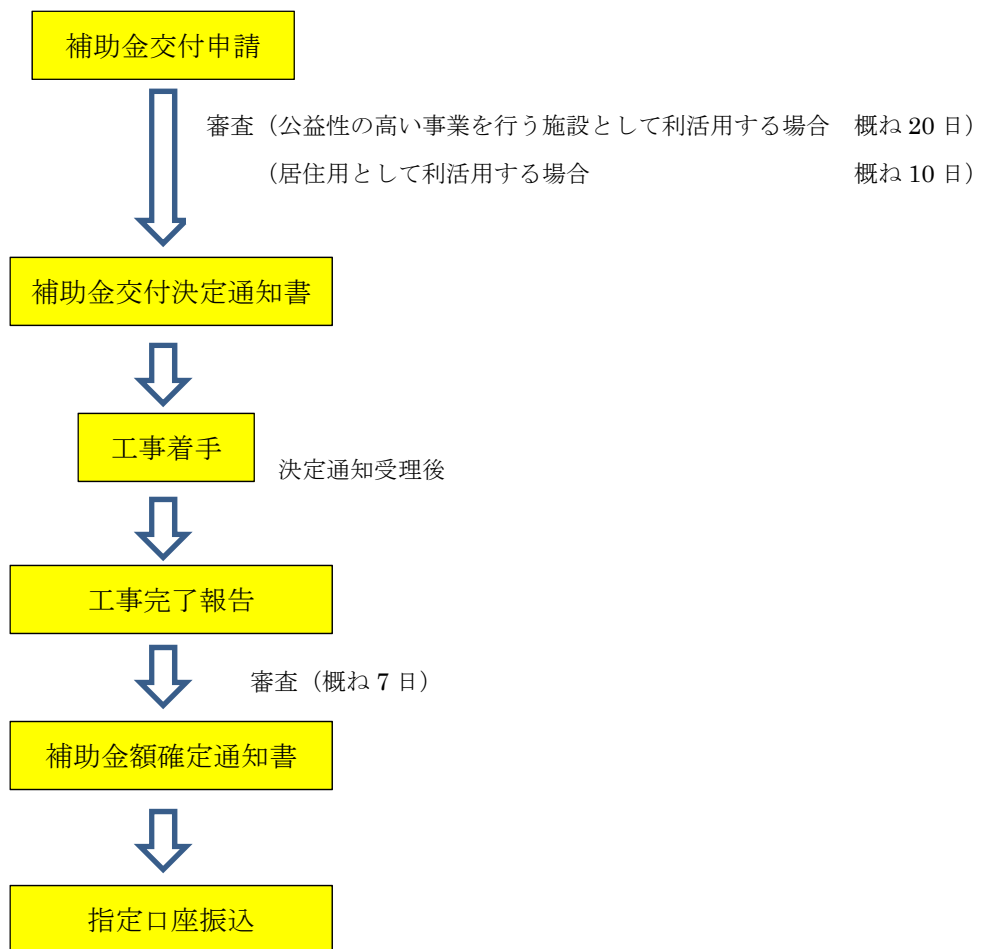 補助金交付申請
審査(公益性の高い事業を行う施設として利活用する場合　概ね 20 日)
(居住用として利活用する場合　概ね 10 日)
補助金交付決定通知書
工事着手
決定通知受理後
工事完了報告
審査(概ね 7 日)
補助金額確定通知書
指定口座振込